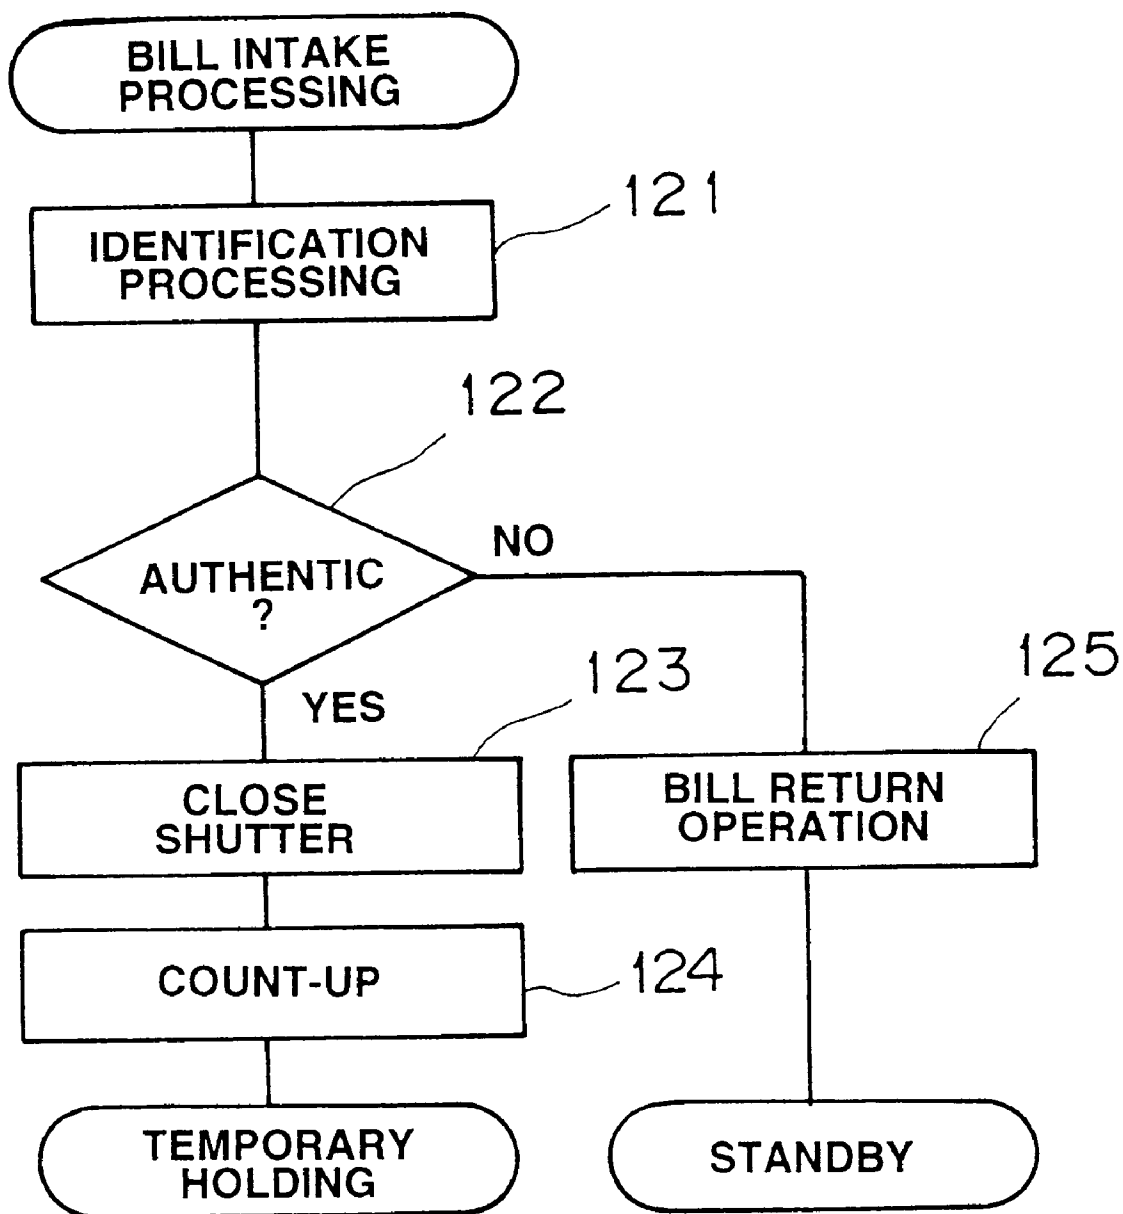 BILL INTAKE
PROCESSING
121
IDENTIFICATION
PROCESSING
122
AUTHENTIC
?
NO
YES
123
125
CLOSE
SHUTTER
BILL RETURN
OPERATION
COUNT-UP
124
TEMPORARY
HOLDING
STANDBY